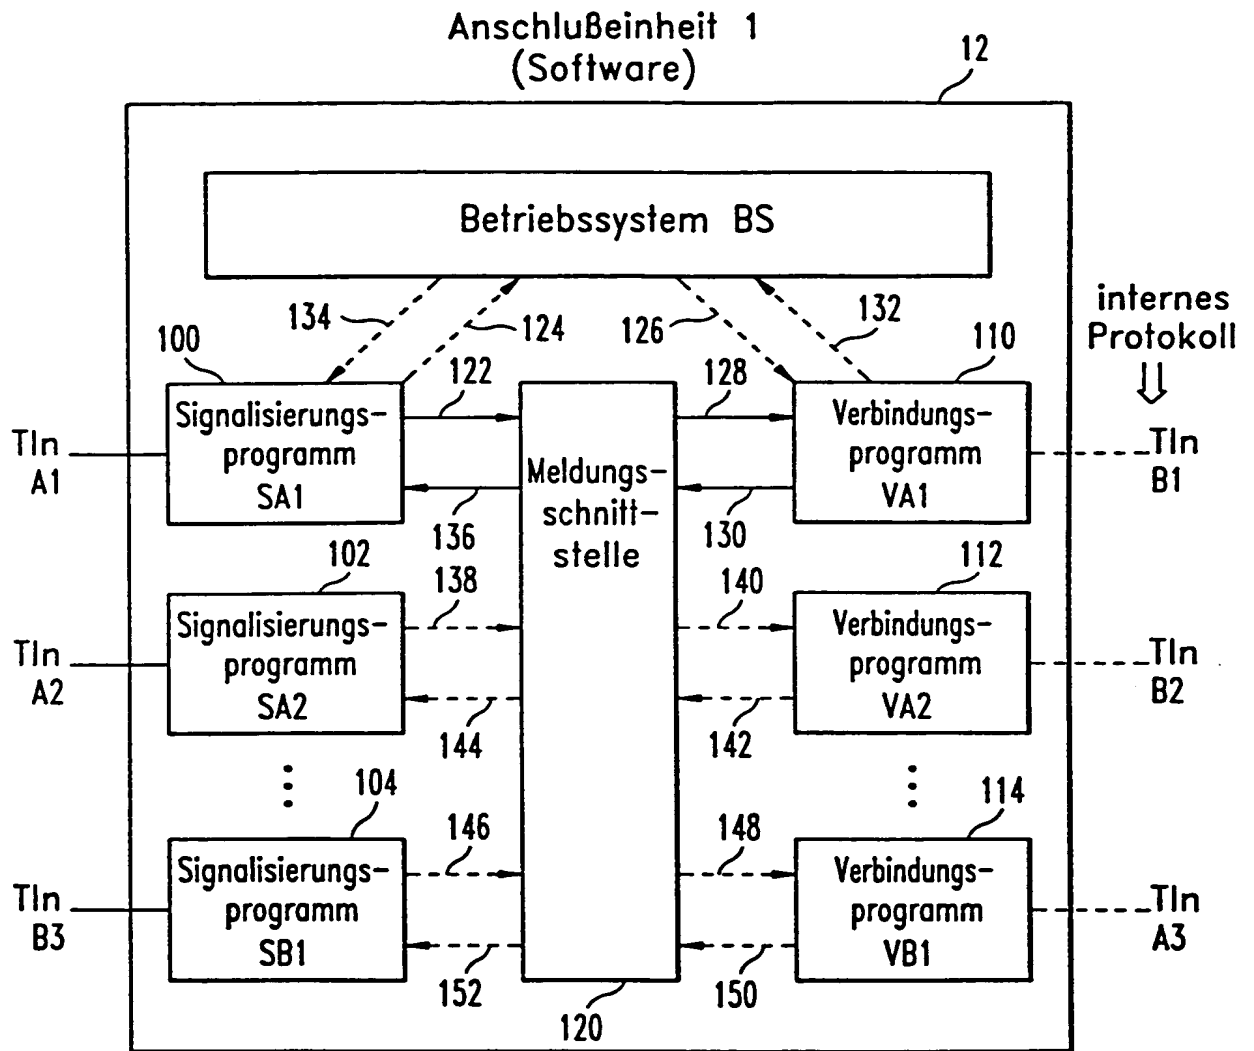 Anschlußeinheit 1
(Software)
12
Betriebssystem BS
134
124
126
132
internes
Protokoll
100
110
122
128
Signalisierungs-
programm
SA1
Verbindungs-
programm
VA1
Tln
A1
Tln
B1
Meldungs-
schnitt-
stelle
136
130
102
112
138
140
Signalisierungs-
programm
SA2
Verbindungs-
programm
VA2
Tln
A2
Tln
B2
144
142
104
114
146
148
Signalisierungs-
programm
SB1
Verbindungs-
programm
VB1
Tln
B3
Tln
A3
152
150
120